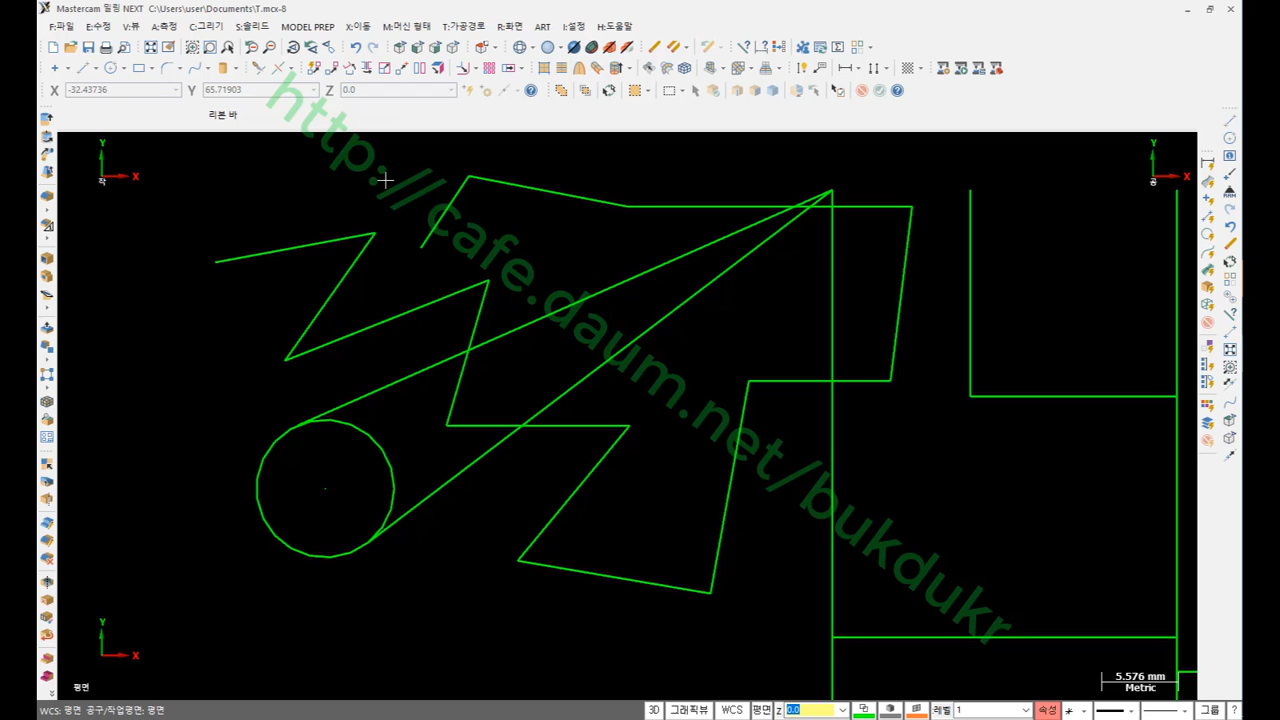 Mastercam 밀링 NEXT C:\Users\user\Documents\T.mcx-8
F:파일 E:수정 V:뷰 A:측정 C:그리기 S:솔리드 MODEL PREP X:이동 M:머신 형태 T:가공경로 R:화면 ART I:설정 H:도움말
X -32.43736 Y 65.71903 Z 0.0
리본 바
Y
X
작
Y
X
공
http://cafe.daum.net/bukdukr
Y
X
평면
5.576 mm
Metric
WCS: 평면 공구/작업평면: 평면
3D 그래픽뷰 WCS 평면 Z 0.0 레벨 1 속성 그룹 ?